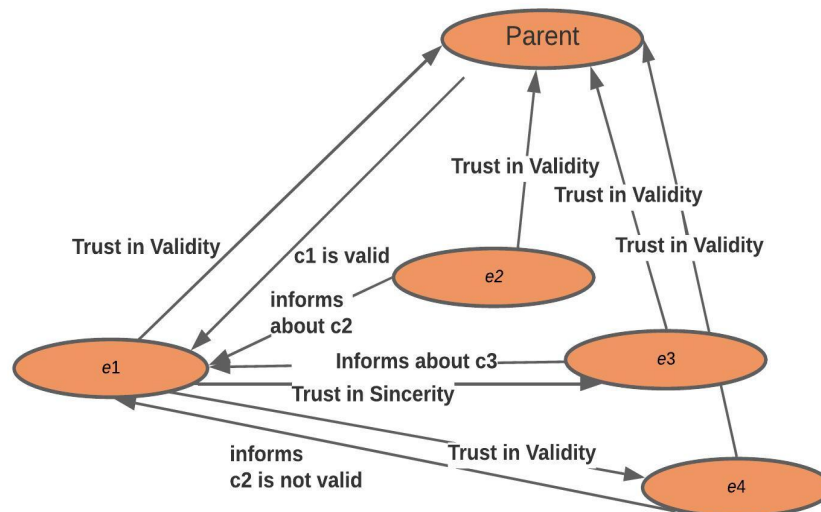 Parent
Trust in Validity
Trust in Validity
Trust in Validity
Trust in Validity
c1 is valid
e2
informs
about c2
e1
Informs about c3
e3
Trust in Sincerity
informs
c2 is not valid
Trust in Validity
e4